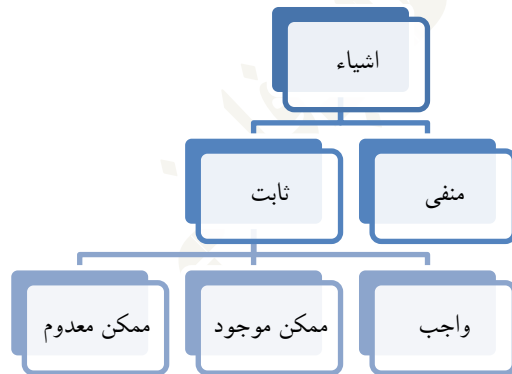 اشیاء
منفی
ثابت
واجب
ممکن موجود
ممکن معدوم